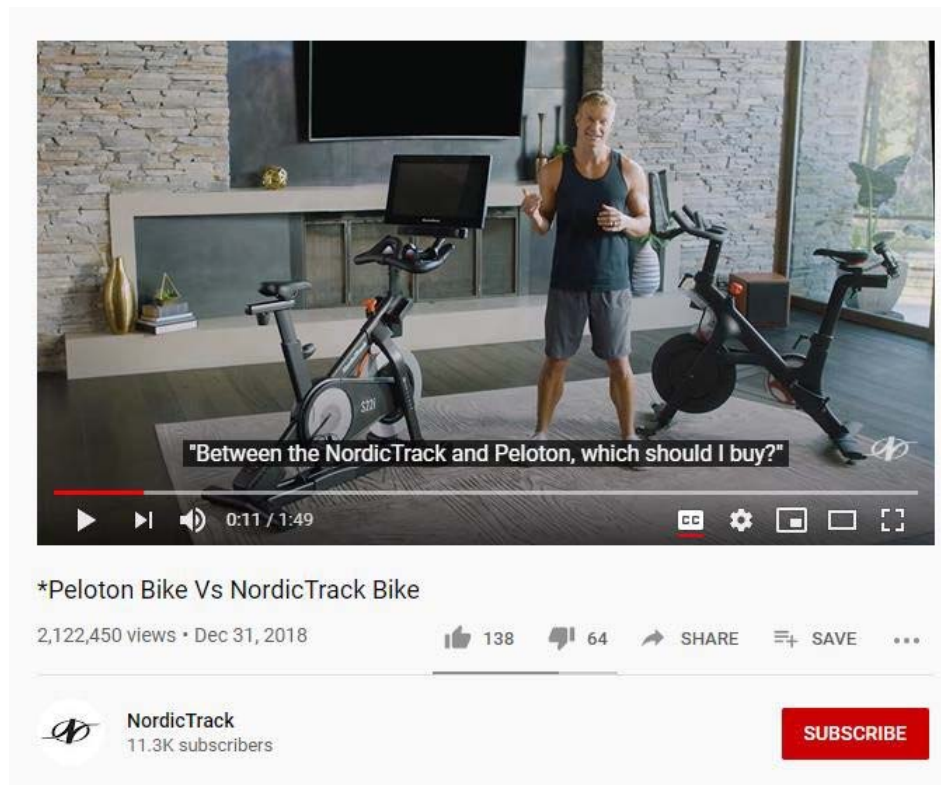 S22i
"Between the NordicTrack and Peloton, which should I buy?"
0:11 / 1:49
CC
*Peloton Bike Vs NordicTrack Bike
2,122,450 views • Dec 31, 2018
138
64
SHARE
SAVE
NordicTrack
11.3K subscribers
SUBSCRIBE